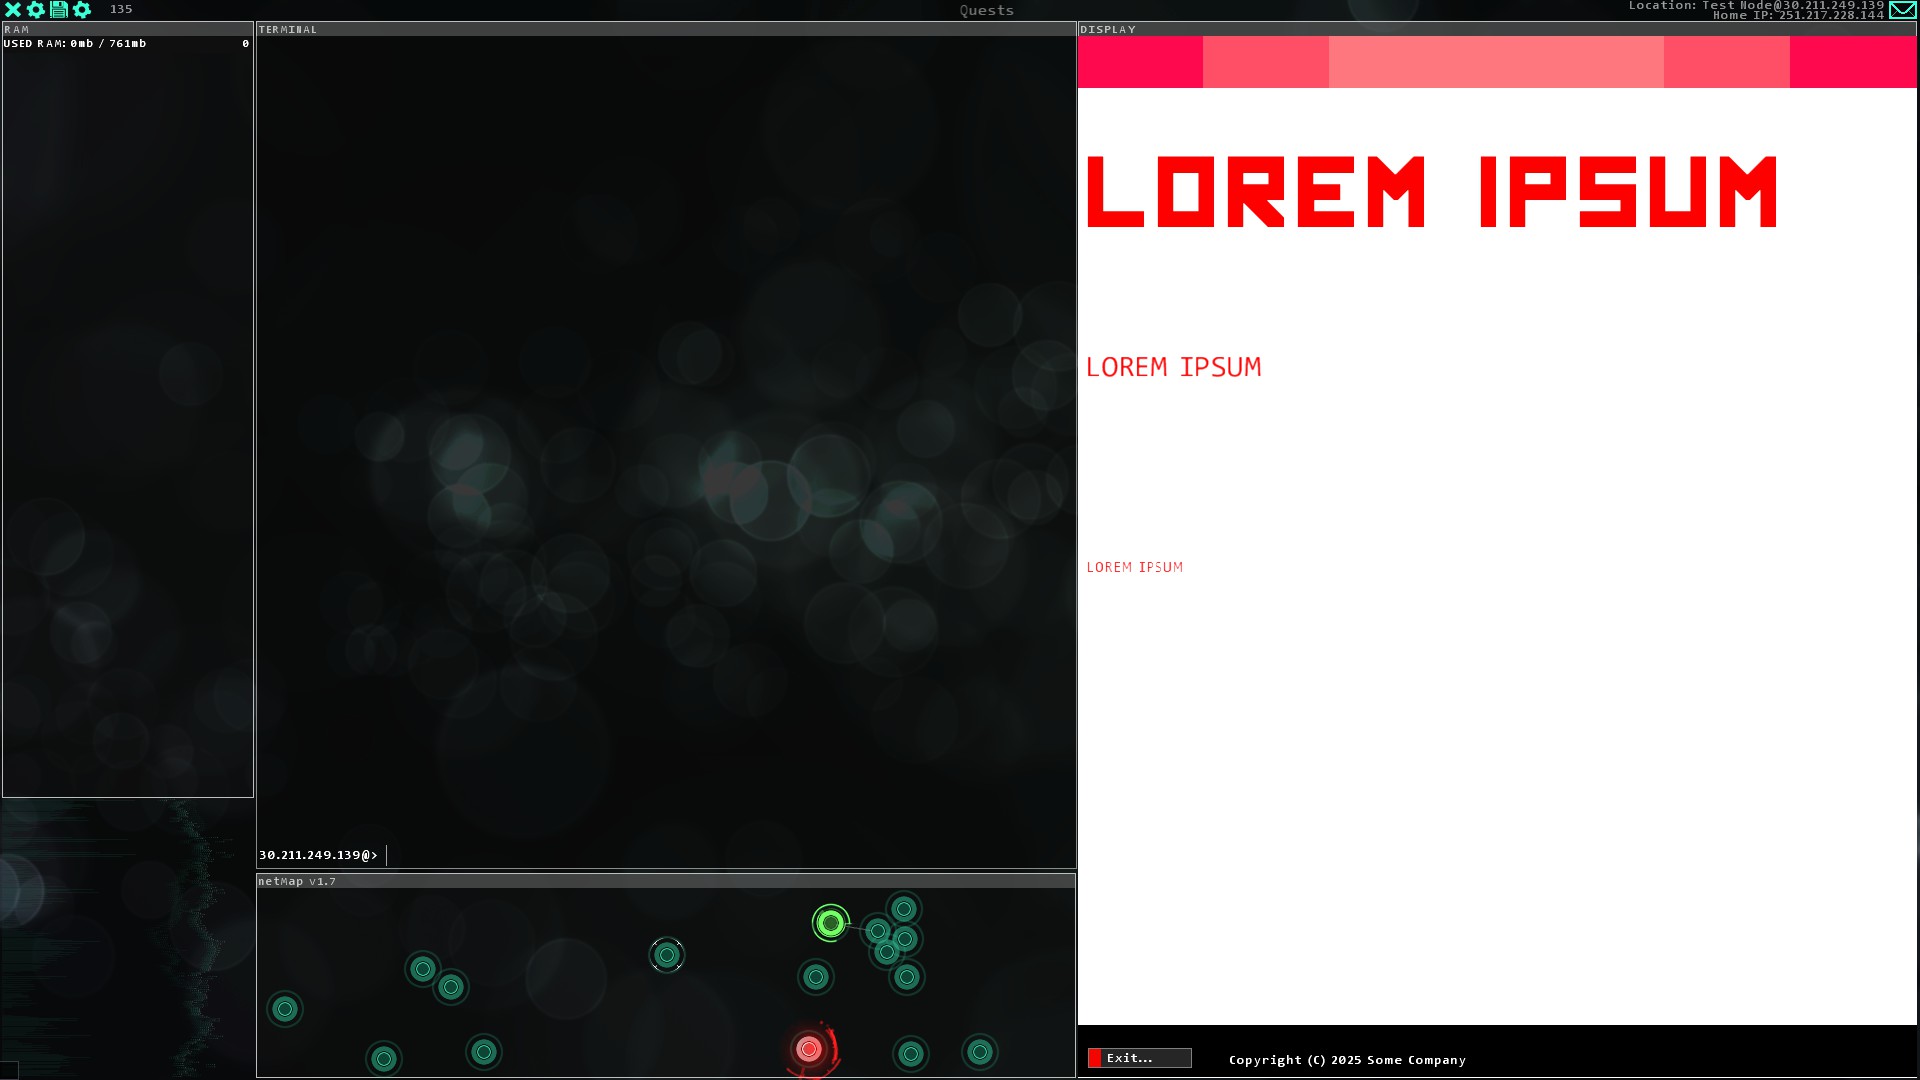 135
Quests
Location: Test Node@30.211.249.139
Home IP: 251.217.228.144
RAM
USED RAM: 0mb / 761mb 0
TERMINAL
30.211.249.139@>
netMap v1.7
DISPLAY
LOREM IPSUM
LOREM IPSUM
LOREM IPSUM
Exit...
Copyright (C) 2025 Some Company